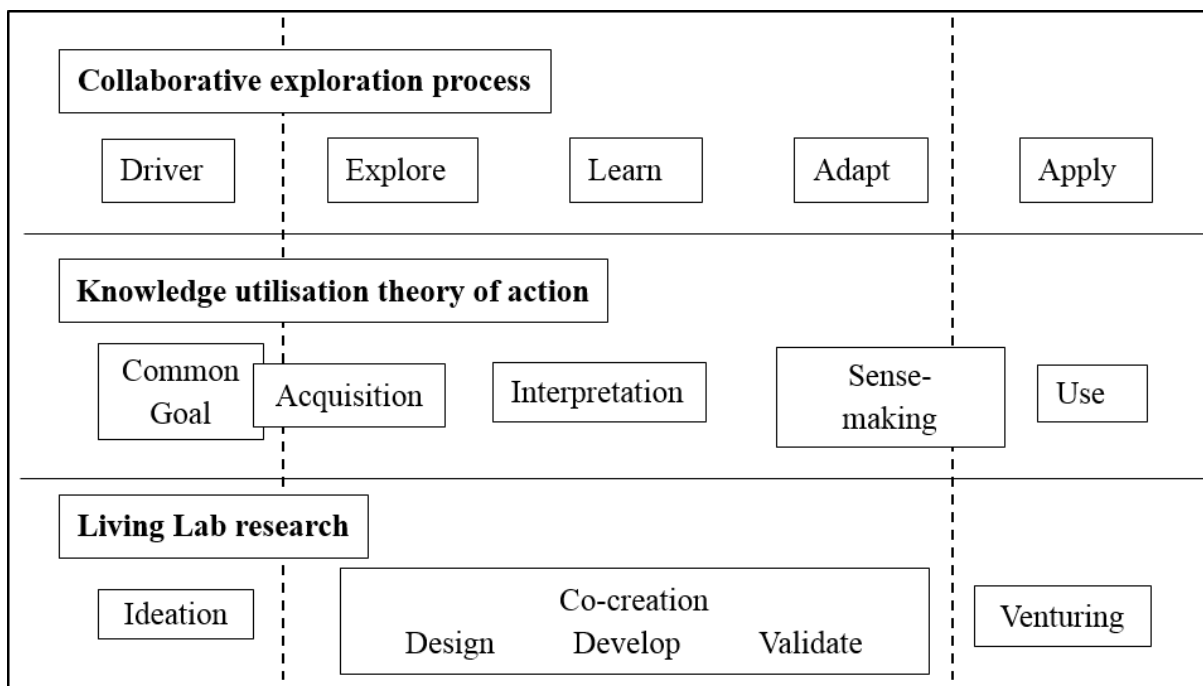 Collaborative exploration process
Driver Explore Learn Adapt Apply
Knowledge utilisation theory of action
Common
Goal
Acquisition
Interpretation
Sense-
making
Use
Living Lab research
Ideation
Co-creation
Design Develop Validate
Venturing